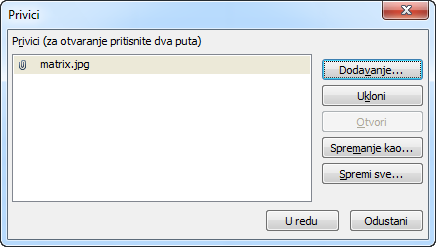 Privici
Privici (za otvaranje pritisnite dva puta)
matrix.jpg
Dodavanje...
Ukloni
Otvori
Spremanje kao...
Spremi sve...
U redu
Odustani